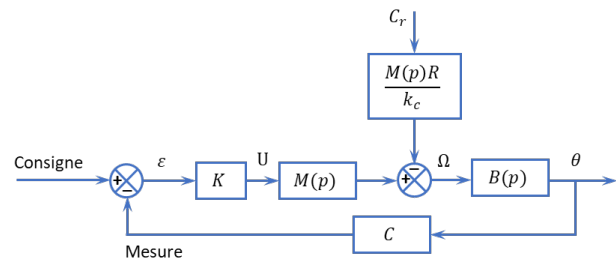 C_r
M(p)R
k_c
Consigne
ε
K
U
M(p)
Ω
B(p)
θ
+
−
−
+
C
Mesure